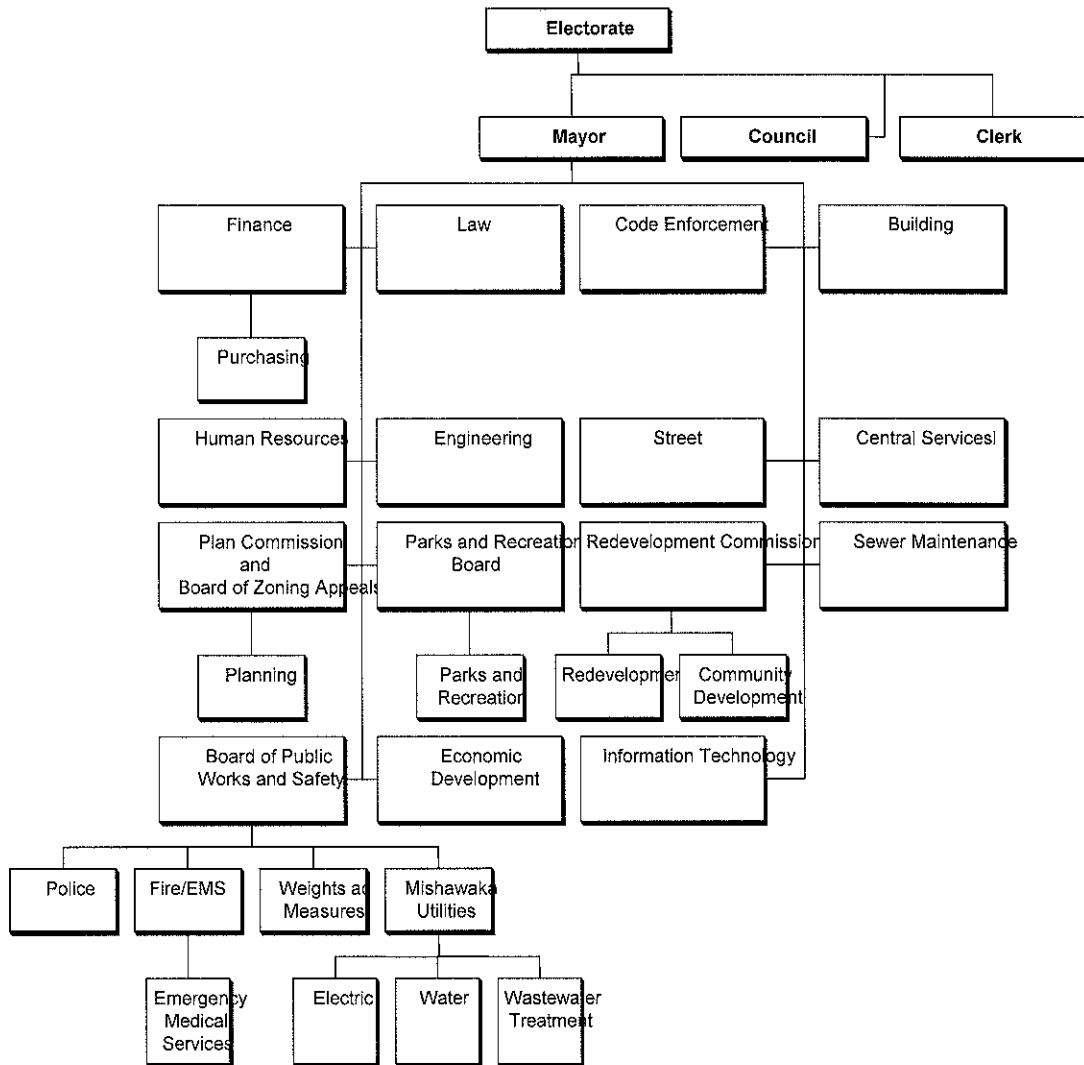 Electorate
Mayor
Council
Clerk
Finance
Law
Code Enforcement
Building
Purchasing
Human Resources
Engineering
Street
Central Servicesl
Plan Commission
and
Board of Zoning Appeals
Parks and Recreation
Board
Redevelopment Commission
Sewer Maintenance
Planning
Parks and
Recreation
Redevelopment
Community
Development
Board of Public
Works and Safety
Economic
Development
Information Technology
Police
Fire/EMS
Weights ad
Measures
Mishawaka
Utilities
Emergency
Medical
Services
Electric
Water
Wastewater
Treatment